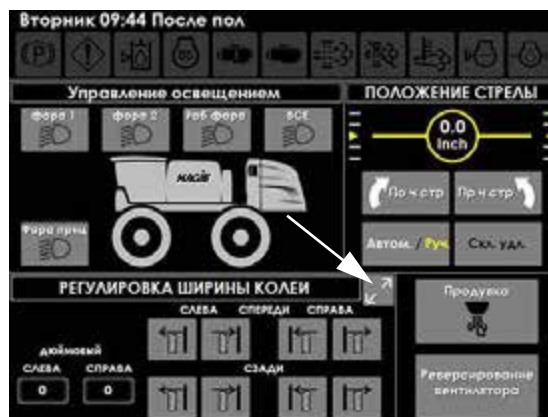 Вторник 09:44 После пол
Управление освещением
ПОЛОЖЕНИЕ СТРЕЛЫ
фара 1
фара 2
Раб фара
ВСЕ
0.0
Inch
MAGIE
По ч.стр
Пр ч.стр.
Фара приц
Автом. / Руч.
Скл. удл.
РЕГУЛИРОВКА ШИРИНЫ КОЛЕИ
Продувка
СЛЕВА СПЕРЕДИ СПРАВА
дюймовый
СЛЕВА СПРАВА
СЗАДИ
0 0
Реверсирование
вентилятора